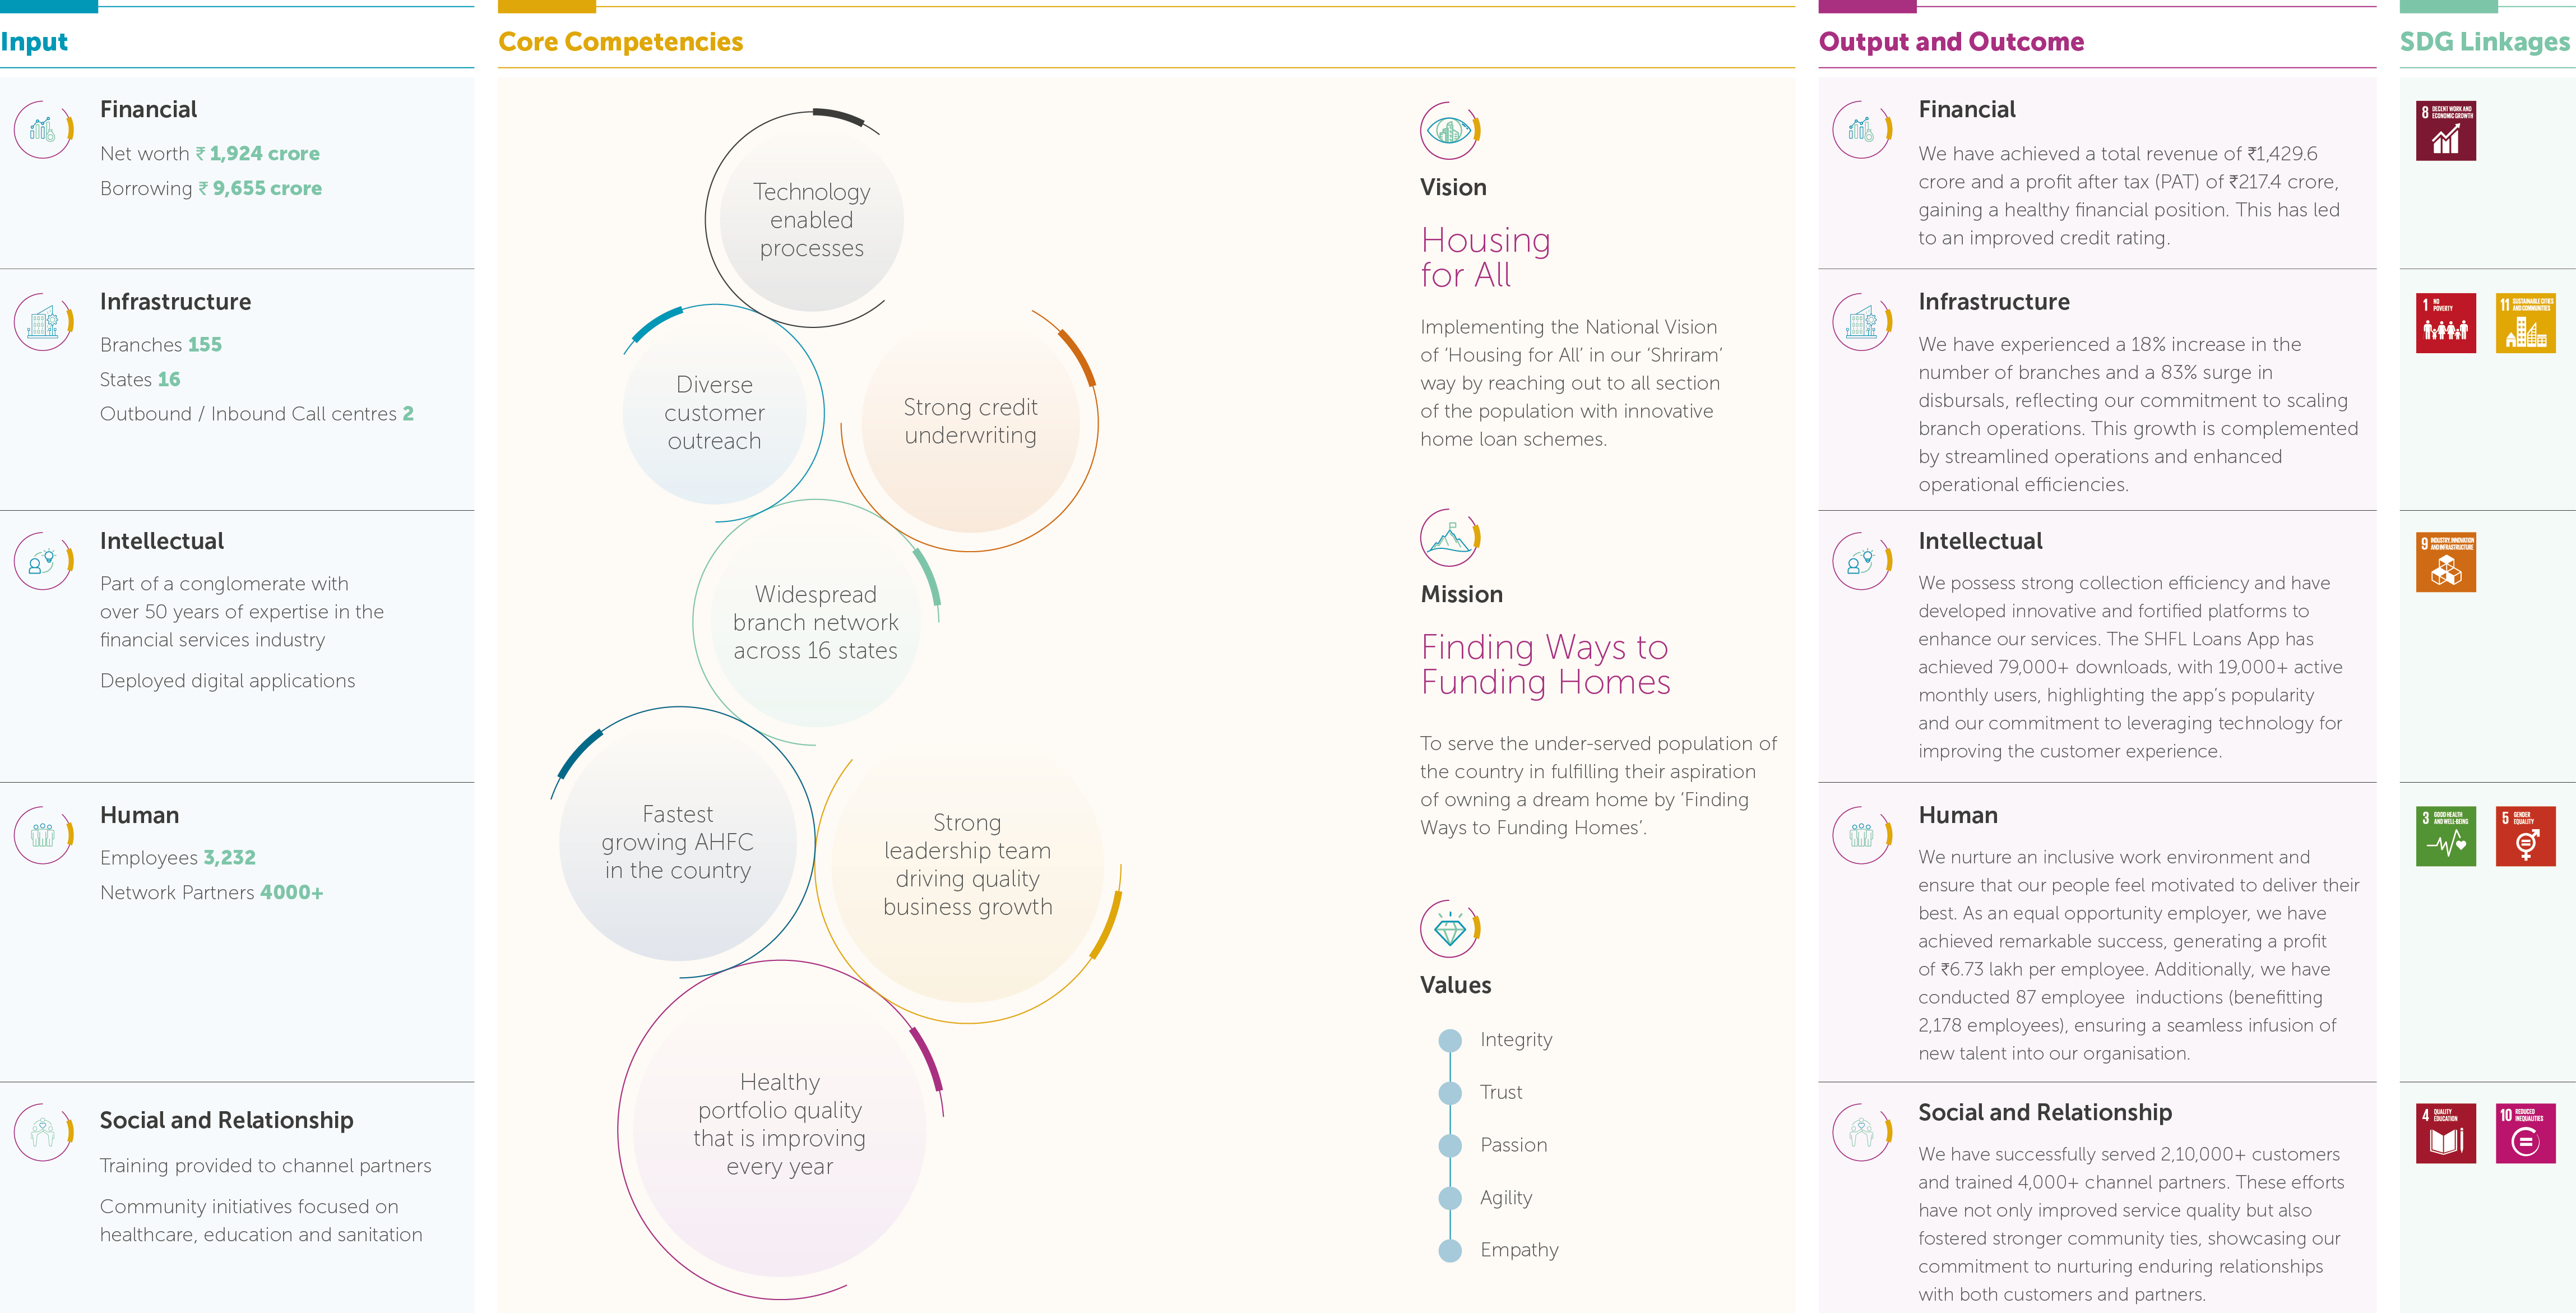 Input
Financial
Net worth ₹ 1,924 crore
Borrowing ₹ 9,655 crore
Infrastructure
Branches 155
States 16
Outbound / Inbound Call centres 2
Intellectual
Part of a conglomerate with
over 50 years of expertise in the
financial services industry
Deployed digital applications
Human
Employees 3,232
Network Partners 4000+
Social and Relationship
Training provided to channel partners
Community initiatives focused on
healthcare, education and sanitation
Core Competencies
Technology
enabled
processes
Diverse
customer
outreach
Strong credit
underwriting
Widespread
branch network
across 16 states
Fastest
growing AHFC
in the country
Strong
leadership team
driving quality
business growth
Healthy
portfolio quality
that is improving
every year
Vision
Housing
for All
Implementing the National Vision
of ‘Housing for All’ in our ‘Shriram’
way by reaching out to all section
of the population with innovative
home loan schemes.
Mission
Finding Ways to
Funding Homes
To serve the under-served population of
the country in fulfilling their aspiration
of owning a dream home by ‘Finding
Ways to Funding Homes’.
Values
Integrity
Trust
Passion
Agility
Empathy
Output and Outcome
Financial
We have achieved a total revenue of ₹1,429.6
crore and a profit after tax (PAT) of ₹217.4 crore,
gaining a healthy financial position. This has led
to an improved credit rating.
Infrastructure
We have experienced a 18% increase in the
number of branches and a 83% surge in
disbursals, reflecting our commitment to scaling
branch operations. This growth is complemented
by streamlined operations and enhanced
operational efficiencies.
Intellectual
We possess strong collection efficiency and have
developed innovative and fortified platforms to
enhance our services. The SHFL Loans App has
achieved 79,000+ downloads, with 19,000+ active
monthly users, highlighting the app’s popularity
and our commitment to leveraging technology for
improving the customer experience.
Human
We nurture an inclusive work environment and
ensure that our people feel motivated to deliver their
best. As an equal opportunity employer, we have
achieved remarkable success, generating a profit
of ₹6.73 lakh per employee. Additionally, we have
conducted 87 employee inductions (benefitting
2,178 employees), ensuring a seamless infusion of
new talent into our organisation.
Social and Relationship
We have successfully served 2,10,000+ customers
and trained 4,000+ channel partners. These efforts
have not only improved service quality but also
fostered stronger community ties, showcasing our
commitment to nurturing enduring relationships
with both customers and partners.
SDG Linkages
8 DECENT WORK AND
ECONOMIC GROWTH
1 NO
POVERTY
11 SUSTAINABLE CITIES
AND COMMUNITIES
9 INDUSTRY, INNOVATION
AND INFRASTRUCTURE
3 GOOD HEALTH
AND WELL-BEING
5 GENDER
EQUALITY
4 QUALITY
EDUCATION
10 REDUCED
INEQUALITIES